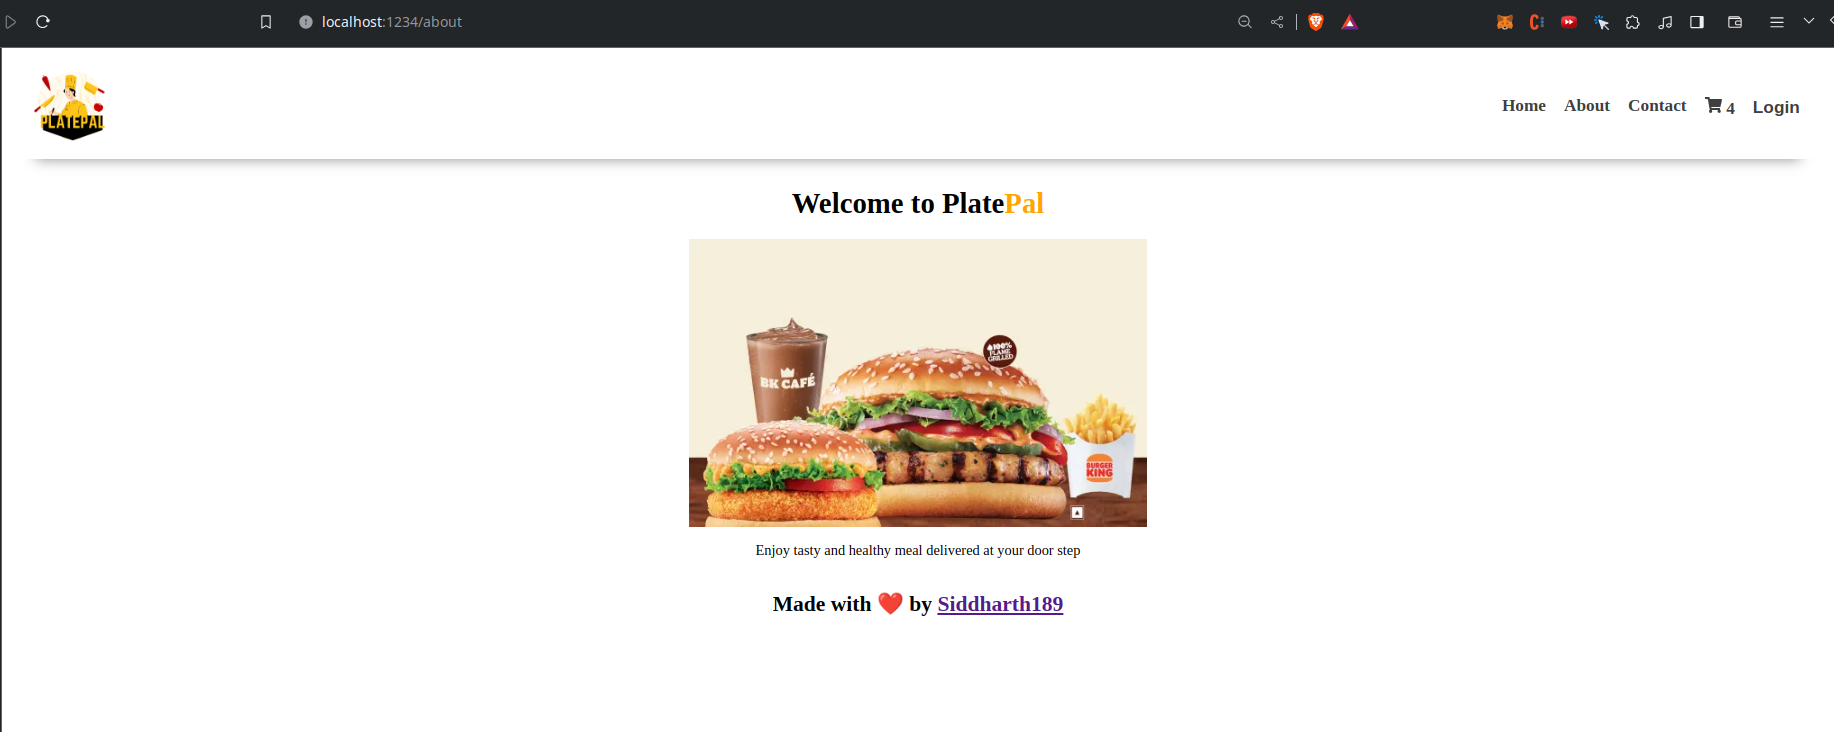 localhost:1234/about
PLATEPAL
Home About Contact 4 Login
Welcome to PlatePal
100%
FLAME
GRILLED
BK CAFÉ
BURGER
KING
Enjoy tasty and healthy meal delivered at your door step
Made with ❤️ by Siddharth189